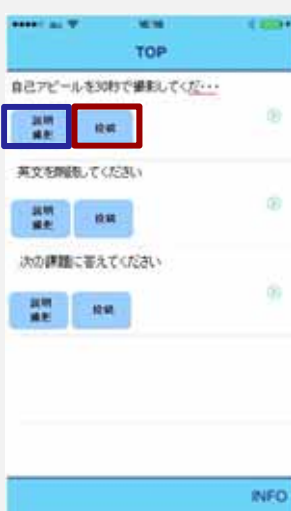 au
TOP
自己アピールを30秒で撮影してくだ・・・
説明
撮影
投稿
英文を解読してください
説明
撮影
投稿
次の課題に答えてください
説明
撮影
投稿
INFO